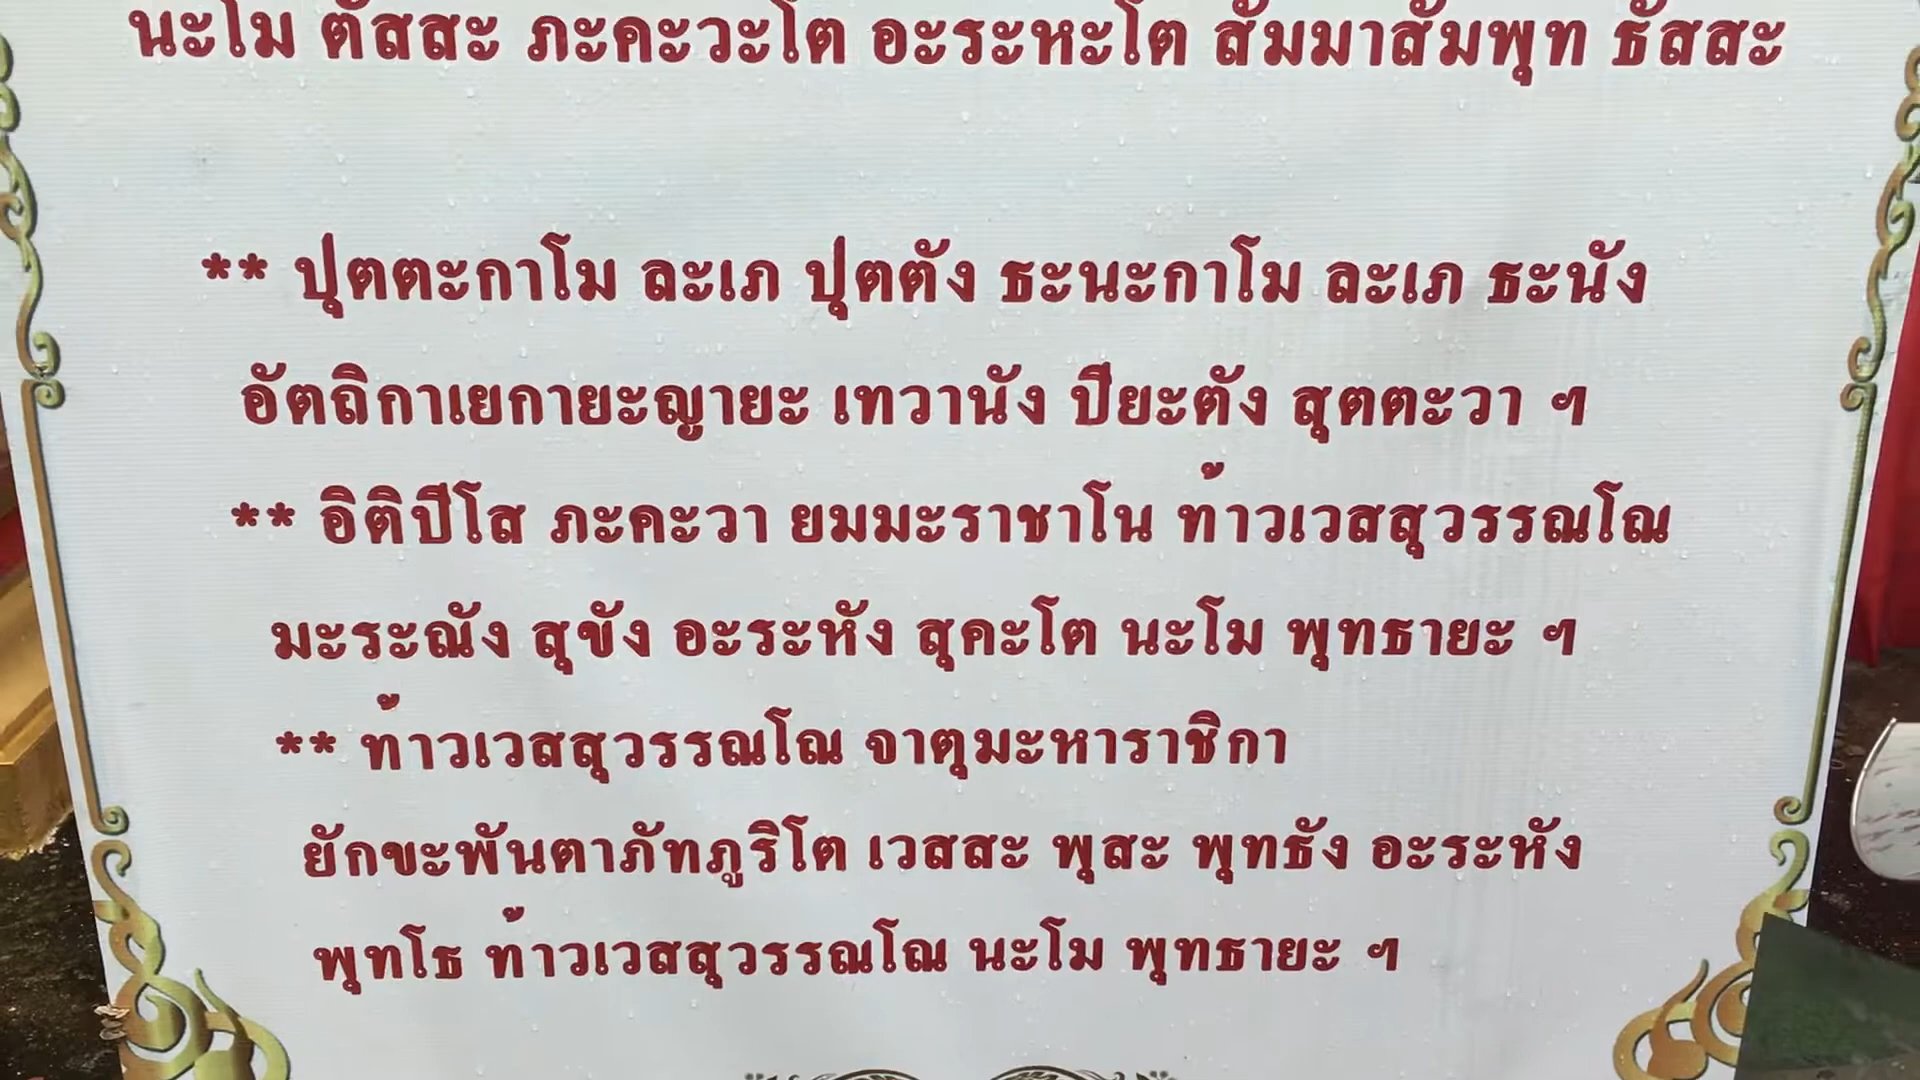 นะโม ตัสสะ ภะคะวะโต อะระหะโต สัมมาสัมพุท ธัสสะ
** ปุตตะกาโม ละเภ ปุตตัง ธะนะกาโม ละเภ ธะนัง
อัตถิกาเยกายะญายะ เทวานัง ปียะตัง สุตตะวา ฯ
** อิติปีโส ภะคะวา ยมมะราชาโน ท้าวเวสสุวรรณโณ
มะระณัง สุขัง อะระหัง สุคะโต นะโม พุทธายะ ฯ
** ท้าวเวสสุวรรณโณ จาตุมะหาราชิกา
ยักขะพันตาภัทภูริโต เวสสะ พุสะ พุทธัง อะระหัง
พุทโธ ท้าวเวสสุวรรณโณ นะโม พุทธายะ ฯ